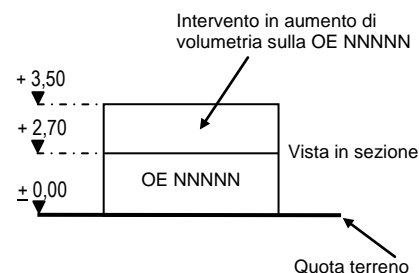 Intervento in aumento di
volumetria sulla OE NNNNN
+ 3,50
+ 2,70
Vista in sezione
OE NNNNN
± 0,00
Quota terreno